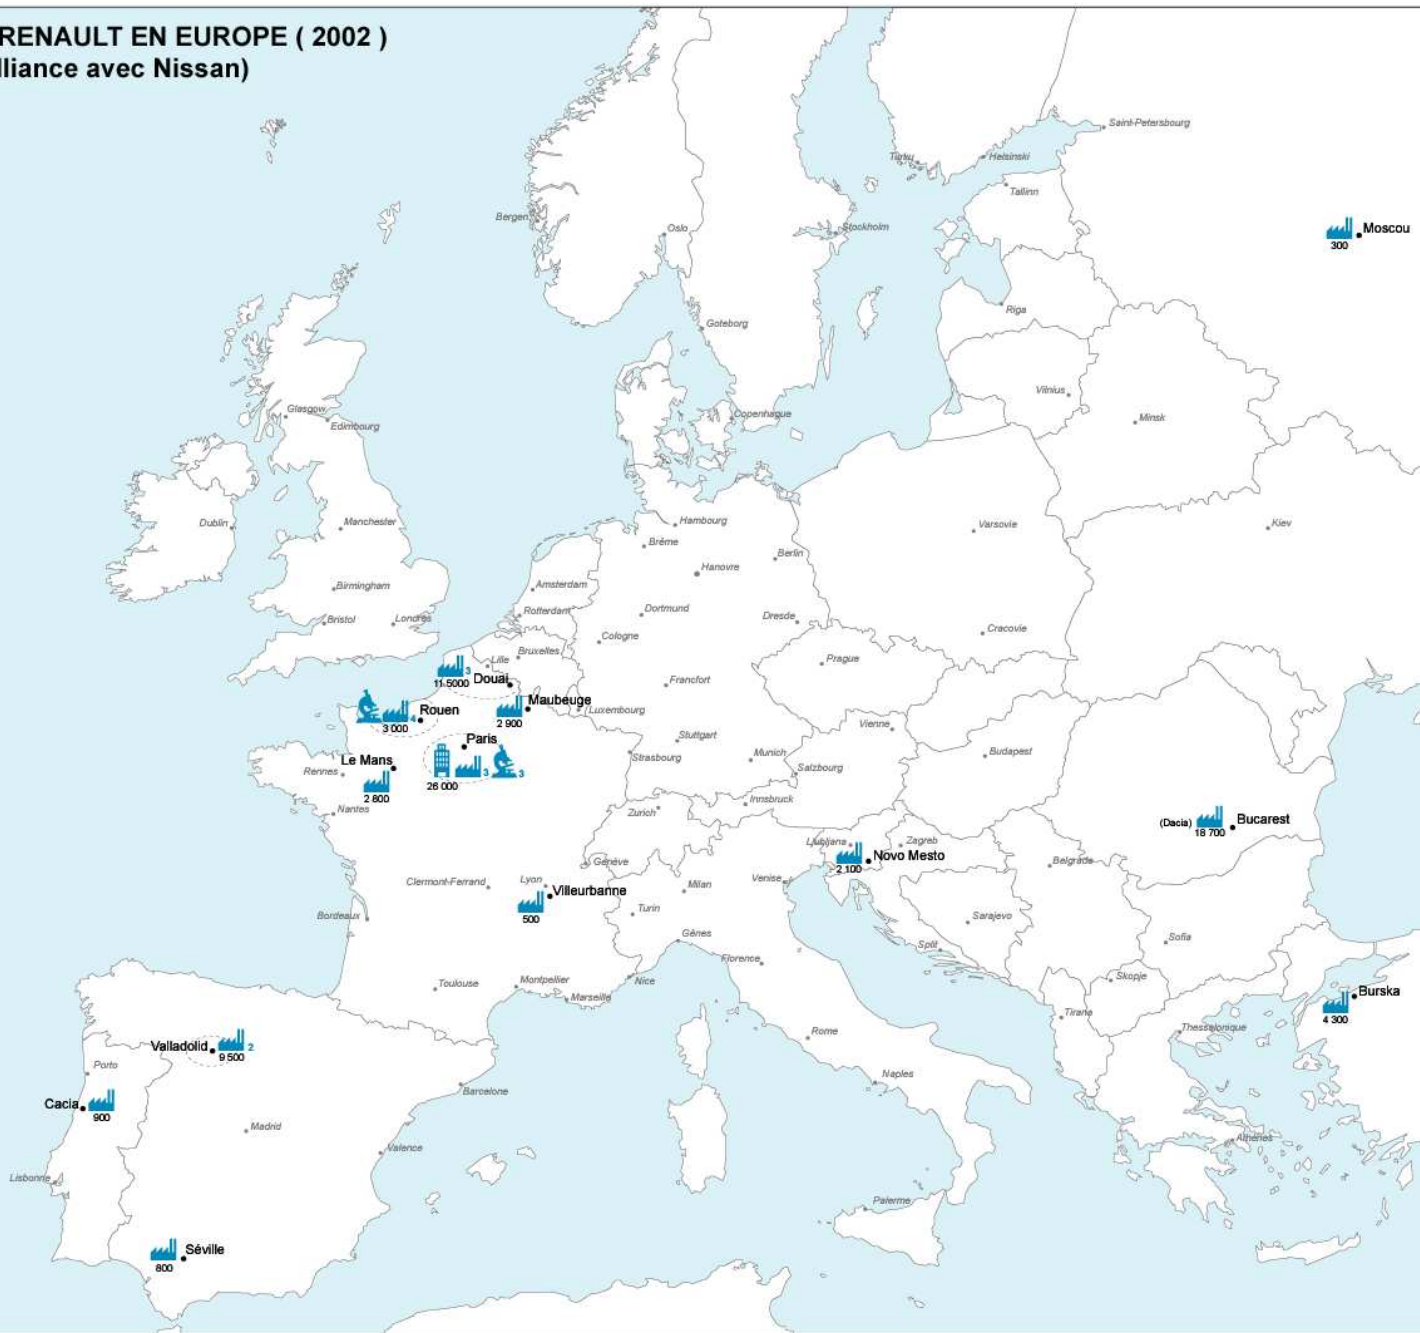 RENAULT EN EUROPE ( 2002 )
lliance avec Nissan)
Saint-Petersbourg
Turku
Helsinski
Tallinn
Bergen
Oslo
Stockholm
Moscou
300
Riga
Goteborg
Vilnius
Minsk
Glasgow
Edimbourg
Copenhague
Dublin
Manchester
Hambourg
Varsovie
Kiev
Brême
Berlin
Hanovre
Birmingham
Amsterdam
Bristol
Londres
Rotterdam
Dortmund
Dresde
Cologne
Cracovie
Bruxelles
Lille
Prague
3
Douai
11 5000
Francfort
Maubeuge
2 900
Luxembourg
Rouen
4
3 000
Vienne
Paris
Stuttgart
Strasbourg
Munich
Budapest
Le Mans
Rennes
3
3
26 000
Salzbourg
2 800
Nantes
Innsbruck
Zurich
(Dacia)
Bucarest
18 700
Ljubljana
Zagreb
Novo Mesto
2 100
Belgrade
Genève
Clermont-Ferrand
Lyon
Villeurbanne
500
Milan
Venise
Turin
Bordeaux
Sarajevo
Gênes
Split
Sofia
Florence
Toulouse
Montpellier
Nice
Marseille
Skopje
Burska
4 300
Tirana
Thessalonique
Rome
Valladolid
2
9 500
Porto
Naples
Barcelone
Cacia
900
Madrid
Valence
Athènes
Lisbonne
Palerme
Séville
800